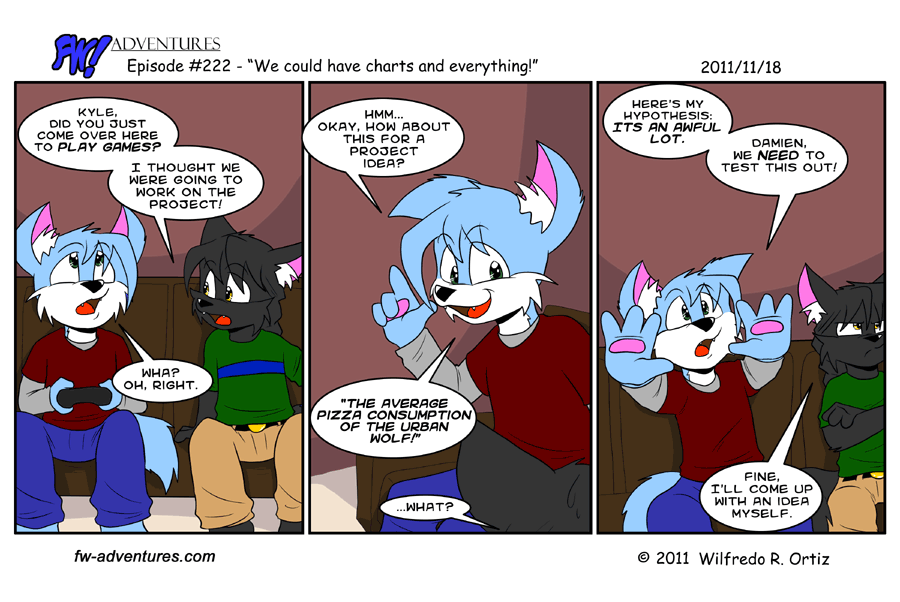 FW! ADVENTURES
Episode #222 - "We could have charts and everything!"
2011/11/18
KYLE,
DID YOU JUST
COME OVER HERE
TO PLAY GAMES?
I THOUGHT WE
WERE GOING TO
WORK ON THE
PROJECT!
WHA?
OH, RIGHT.
HMM...
OKAY, HOW ABOUT
THIS FOR A
PROJECT
IDEA?
"THE AVERAGE
PIZZA CONSUMPTION
OF THE URBAN
WOLF!"
...WHAT?
HERE'S MY
HYPOTHESIS:
ITS AN AWFUL
LOT.
DAMIEN,
WE NEED TO
TEST THIS OUT!
FINE,
I'LL COME UP
WITH AN IDEA
MYSELF.
fw-adventures.com
© 2011 Wilfredo R. Ortiz